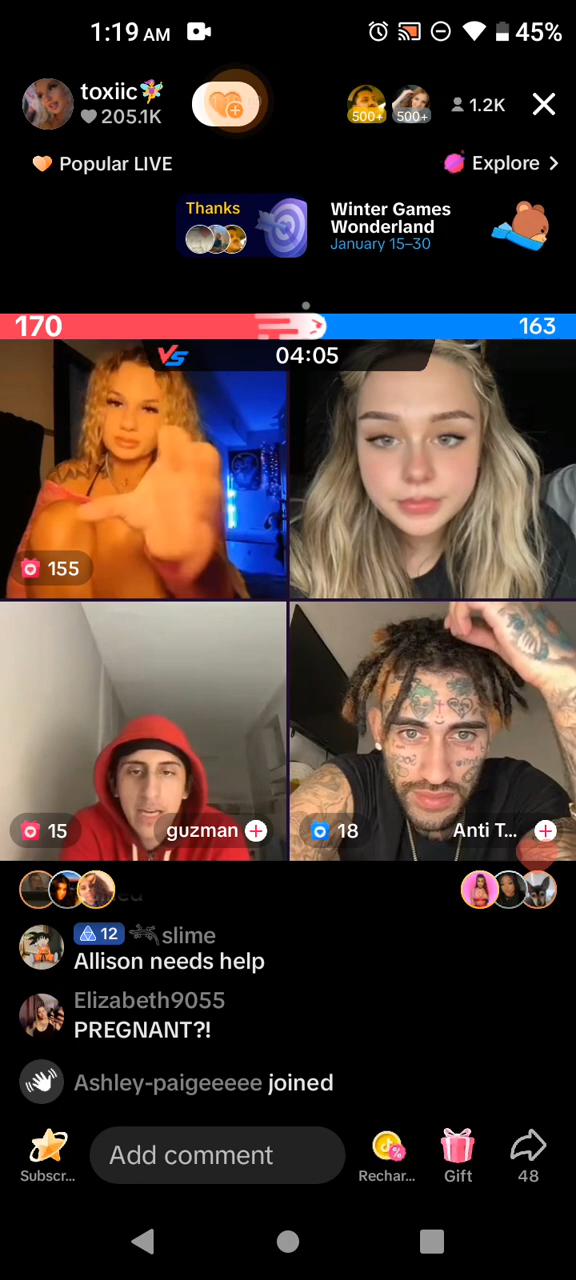 1:19 AM
45%
toxiic
205.1K
500+
500+
1.2K
Popular LIVE
Explore >
Thanks
Winter Games
Wonderland
January 15–30
170
163
VS
04:05
155
15
guzman
18
Anti T...
12
slime
Allison needs help
Elizabeth9055
PREGNANT?!
Ashley-paigeeeee joined
Subscr...
Add comment
Rechar...
Gift
48